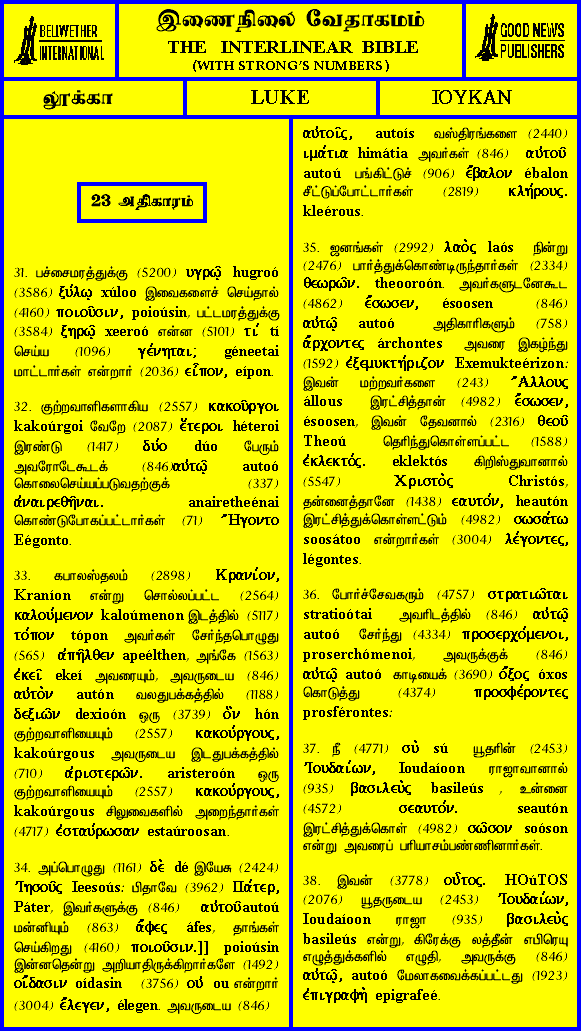 BELLWETHER
INTERNATIONAL
இணைநிலை வேதாகமம்
THE INTERLINEAR BIBLE
(WITH STRONG'S NUMBERS)
GOOD NEWS
PUBLISHERS
லூக்கா
LUKE
ΙΟΥΚΑΝ
23 அதிகாரம்
31. பச்சைமரத்துக்கு (5200) υγρῷ hugroó
(3586) ξύλῳ xúloo இவைகளைச் செய்தால்
(4160) ποιοῦσιν, poioúsin, பட்டமரத்துக்கு
(3584) ξηρῷ xeeroó என்ன (5101) τί τί
செய்ய (1096) γένηται; géneetai
மாட்டார்கள் என்றார் (2036) εἶπον, eípon.
32. குற்றவாளிகளாகிய (2557) κακοῦργοι
kakoúrgoi வேறே (2087) ἕτεροι héteroi
இரண்டு (1417) δύο dúo பேரும்
அவரோடேகூடக் (846)αὐτῷ autoó
கொலைசெய்யப்படுவதற்குக் (337)
ἀναιρεθῆναι.. anairetheénai
கொண்டுபோகப்பட்டார்கள் (71) Ἤγοντο
Eégonto.
33. கபாலஸ்தலம் (2898) Κρανίον,
Kraníon என்று சொல்லப்பட்ட (2564)
καλούμενον kaloúmenon இடத்தில் (5117)
τόπον tópon அவர்கள் சேர்ந்தபொழுது
(565) ἀπῆλθεν apeélthen, அங்கே (1563)
ἐκεῖ ekeí அவரையும், அவருடைய (846)
αὐτὸν autón வலதுபக்கத்தில் (1188)
δεξιῶν dexioón ஒரு (3739) ὃν hón
குற்றவாளியையும் (2557) κακούργους,
kakoúrgous அவருடைய இடதுபக்கத்தில்
(710) ἀριστερῶν. aristeroón ஒரு
குற்றவாளியையும் (2557) κακούργους,
kakoúrgous சிலுவைகளில் அறைந்தார்கள்
(4717) ἐσταύρωσαν estaúroosan.
34. அப்பொழுது (1161) δὲ dé இயேசு (2424)
Ἰησοῦς Ieesoús: பிதாவே (3962) Πάτερ,
Páter, இவர்களுக்கு (846) αὐτοῦautoú
மன்னியும் (863) ἄφες áfes, தாங்கள்
செய்கிறது (4160) ποιοῦσιν.]] poioúsin
இன்னதென்று அறியாதிருக்கிறார்களே (1492)
οἴδασιν oídasin (3756) οὐ ou என்றார்
(3004) ἔλεγεν, élegen. அவருடைய (846)
αὐτοῖς, autoís வஸ்திரங்களை (2440)
ιμάτια himátia அவர்கள் (846) αὐτοῦ
autoú பங்கிட்டுச் (906) ἔβαλον ébalon
சீட்டுப்போட்டார்கள் (2819) κλήρους.
kleérous.
35. ஜனங்கள் (2992) λαὸς laós நின்று
(2476) பார்த்துக்கொண்டிருந்தார்கள் (2334)
θεωρῶν. theooroón. அவர்களுடனேகூட
(4862) ἔσωσεν, ésoosen (846)
αὐτῷ autoó அதிகாரிகளும் (758)
ἄρχοντες árchontes அவரை இகழ்ந்து
(1592) ἐξεμυκτήριζον Exemukteérizon:
இவன் மற்றவர்களை (243) Ἄλλους
állous இரட்சித்தான் (4982) ἔσωσεν,
ésoosen, இவன் தேவனால் (2316) θεοῦ
Theoú தெரிந்துகொள்ளப்பட்ட (1588)
ἐκλεκτός. eklektós கிறிஸ்துவானால்
(5547) Χριστὸς Christós,
தன்னைத்தானே (1438) εαυτόν, heautón
இரட்சித்துக்கொள்ளட்டும் (4982) σωσάτω
soosátoo என்றார்கள் (3004) λέγοντες,
légontes.
36. போர்ச்சேவகரும் (4757) στρατιῶται
stratioótai அவரிடத்தில் (846) αὐτῷ
autoó சேர்ந்து (4334) προσερχόμενοι,
proserchómenoi, அவருக்குக் (846)
αὐτῷ autoó காடியைக் (3690) ὄξος óxos
கொடுத்து (4374) προσφέροντες
prosférontes:
37. நீ (4771) σὺ sú யூதரின் (2453)
Ἰουδαίων, Ioudaíoon ராஜாவானால்
(935) βασιλεὺς basileús , உன்னை
(4572) σεαυτόν. seautón
இரட்சித்துக்கொள் (4982) σῶσον soóson
என்று அவரைப் பரியாசம்பண்ணினார்கள்.
38. இவன் (3778) οὗτος. HOúTOS
(2076) யூதருடைய (2453) Ἰουδαίων,
Ioudaíoon ராஜா (935) βασιλεὺς
basileús என்று, கிரேக்கு லத்தீன் எபிரெயு
எழுத்துக்களில் எழுதி, அவருக்கு (846)
αὐτῷ, autoó மேலாகவைக்கப்பட்டது (1923)
ἐπιγραφὴ epigrafeé.